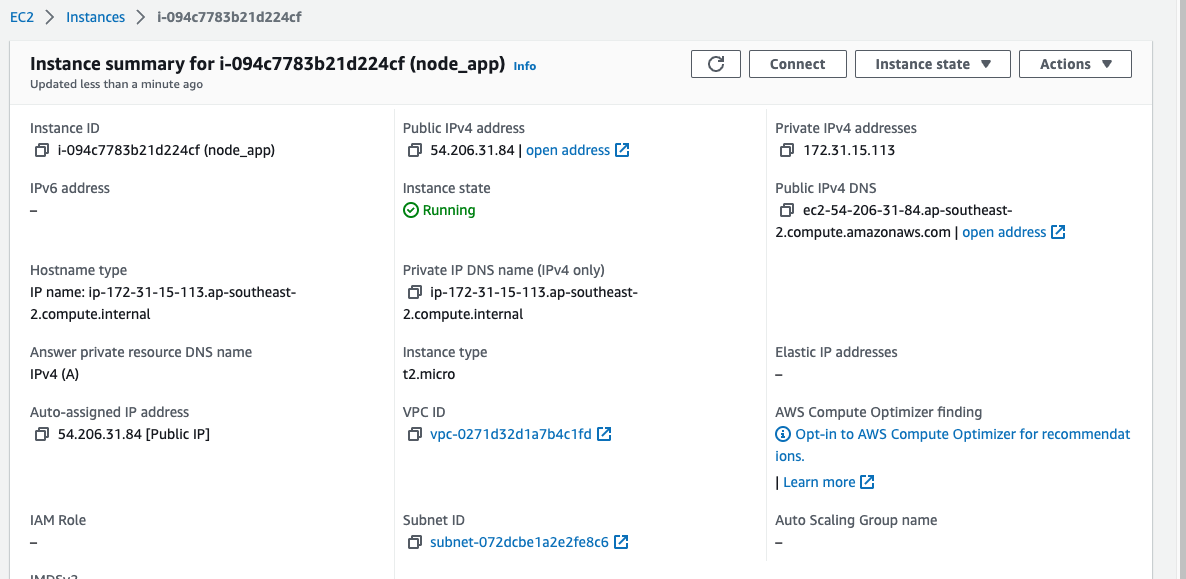 EC2 > Instances > i-094c7783b21d224cf
Instance summary for i-094c7783b21d224cf (node_app) Info
Updated less than a minute ago
Connect
Instance state
Actions
Instance ID
i-094c7783b21d224cf (node_app)
Public IPv4 address
54.206.31.84 | open address
Private IPv4 addresses
172.31.15.113
IPv6 address
–
Instance state
Running
Public IPv4 DNS
ec2-54-206-31-84.ap-southeast-
2.compute.amazonaws.com | open address
Hostname type
IP name: ip-172-31-15-113.ap-southeast-
2.compute.internal
Private IP DNS name (IPv4 only)
ip-172-31-15-113.ap-southeast-
2.compute.internal
Answer private resource DNS name
IPv4 (A)
Instance type
t2.micro
Elastic IP addresses
–
Auto-assigned IP address
54.206.31.84 [Public IP]
VPC ID
vpc-0271d32d1a7b4c1fd
AWS Compute Optimizer finding
Opt-in to AWS Compute Optimizer for recommendat
ions.
| Learn more
IAM Role
–
Subnet ID
subnet-072dcbe1a2e2fe8c6
Auto Scaling Group name
–